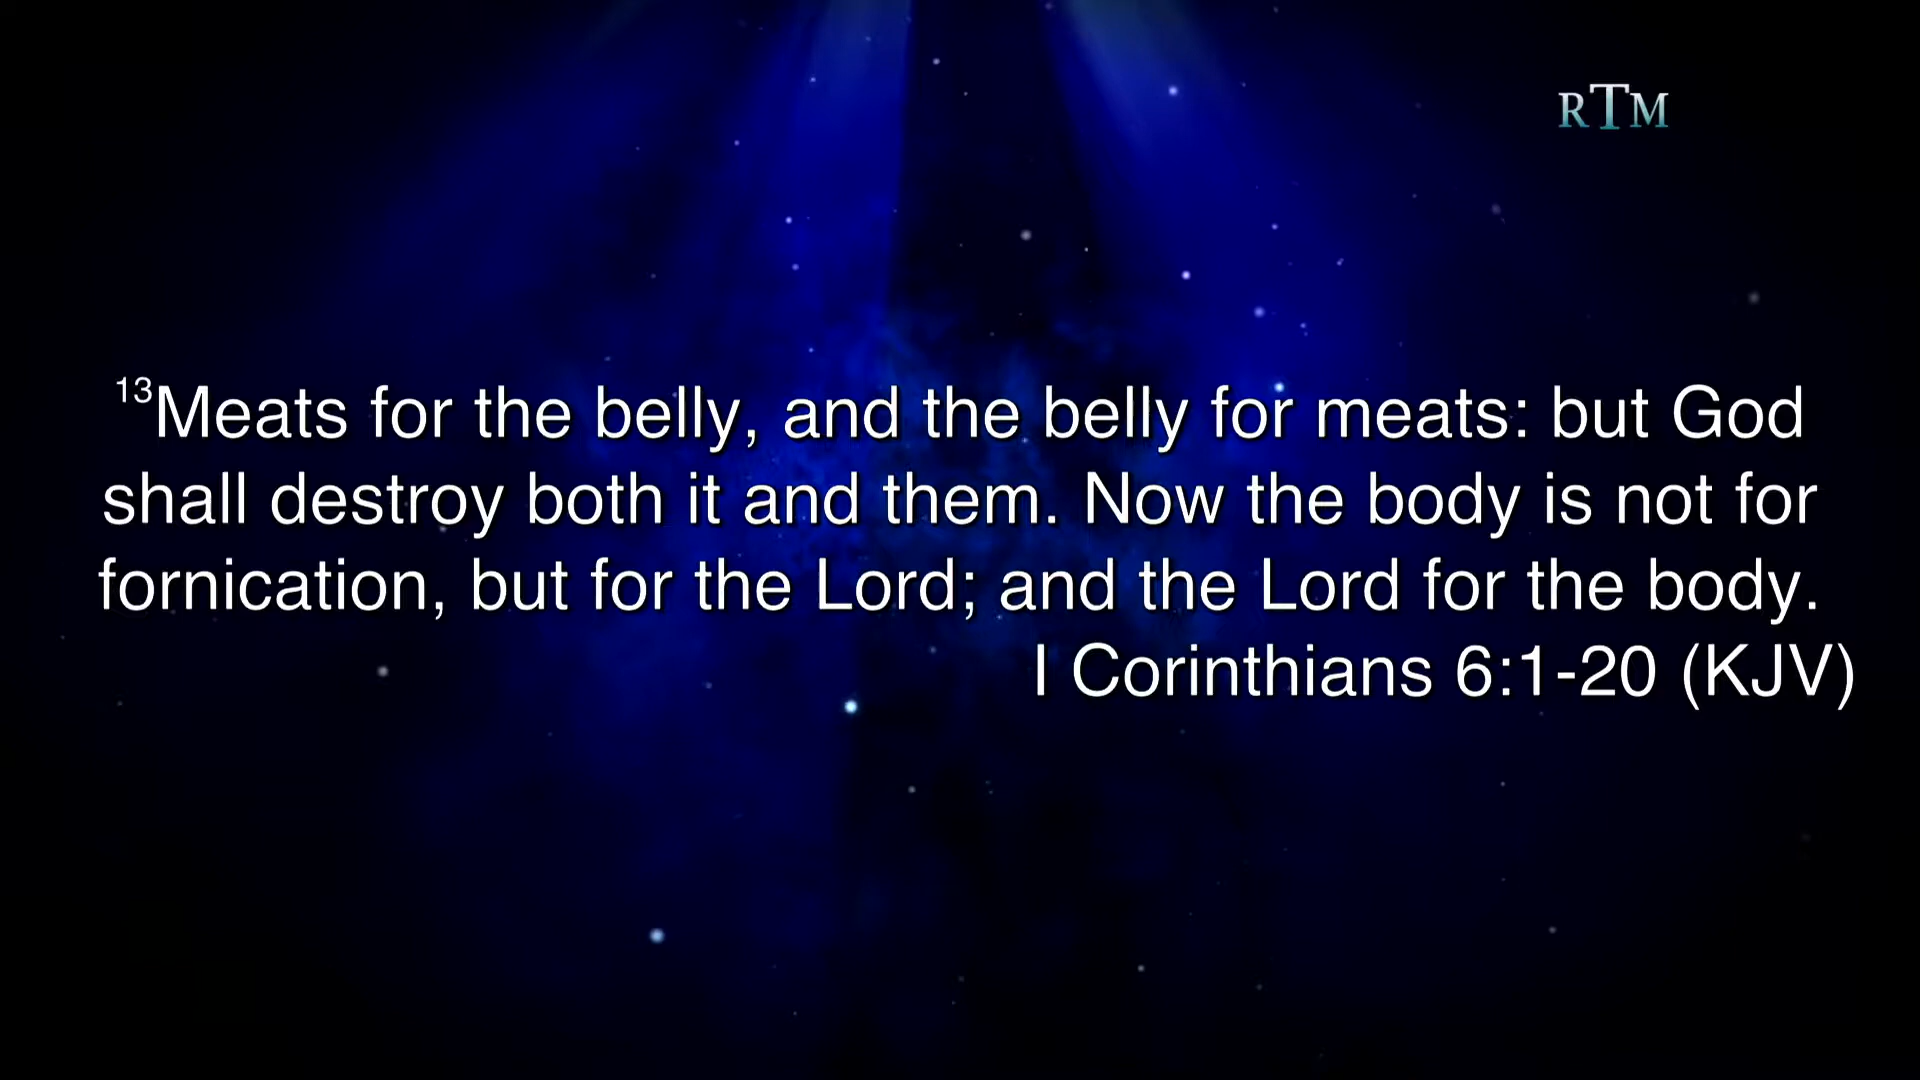 RTM
13Meats for the belly, and the belly for meats: but God
shall destroy both it and them. Now the body is not for
fornication, but for the Lord; and the Lord for the body.
I Corinthians 6:1-20 (KJV)